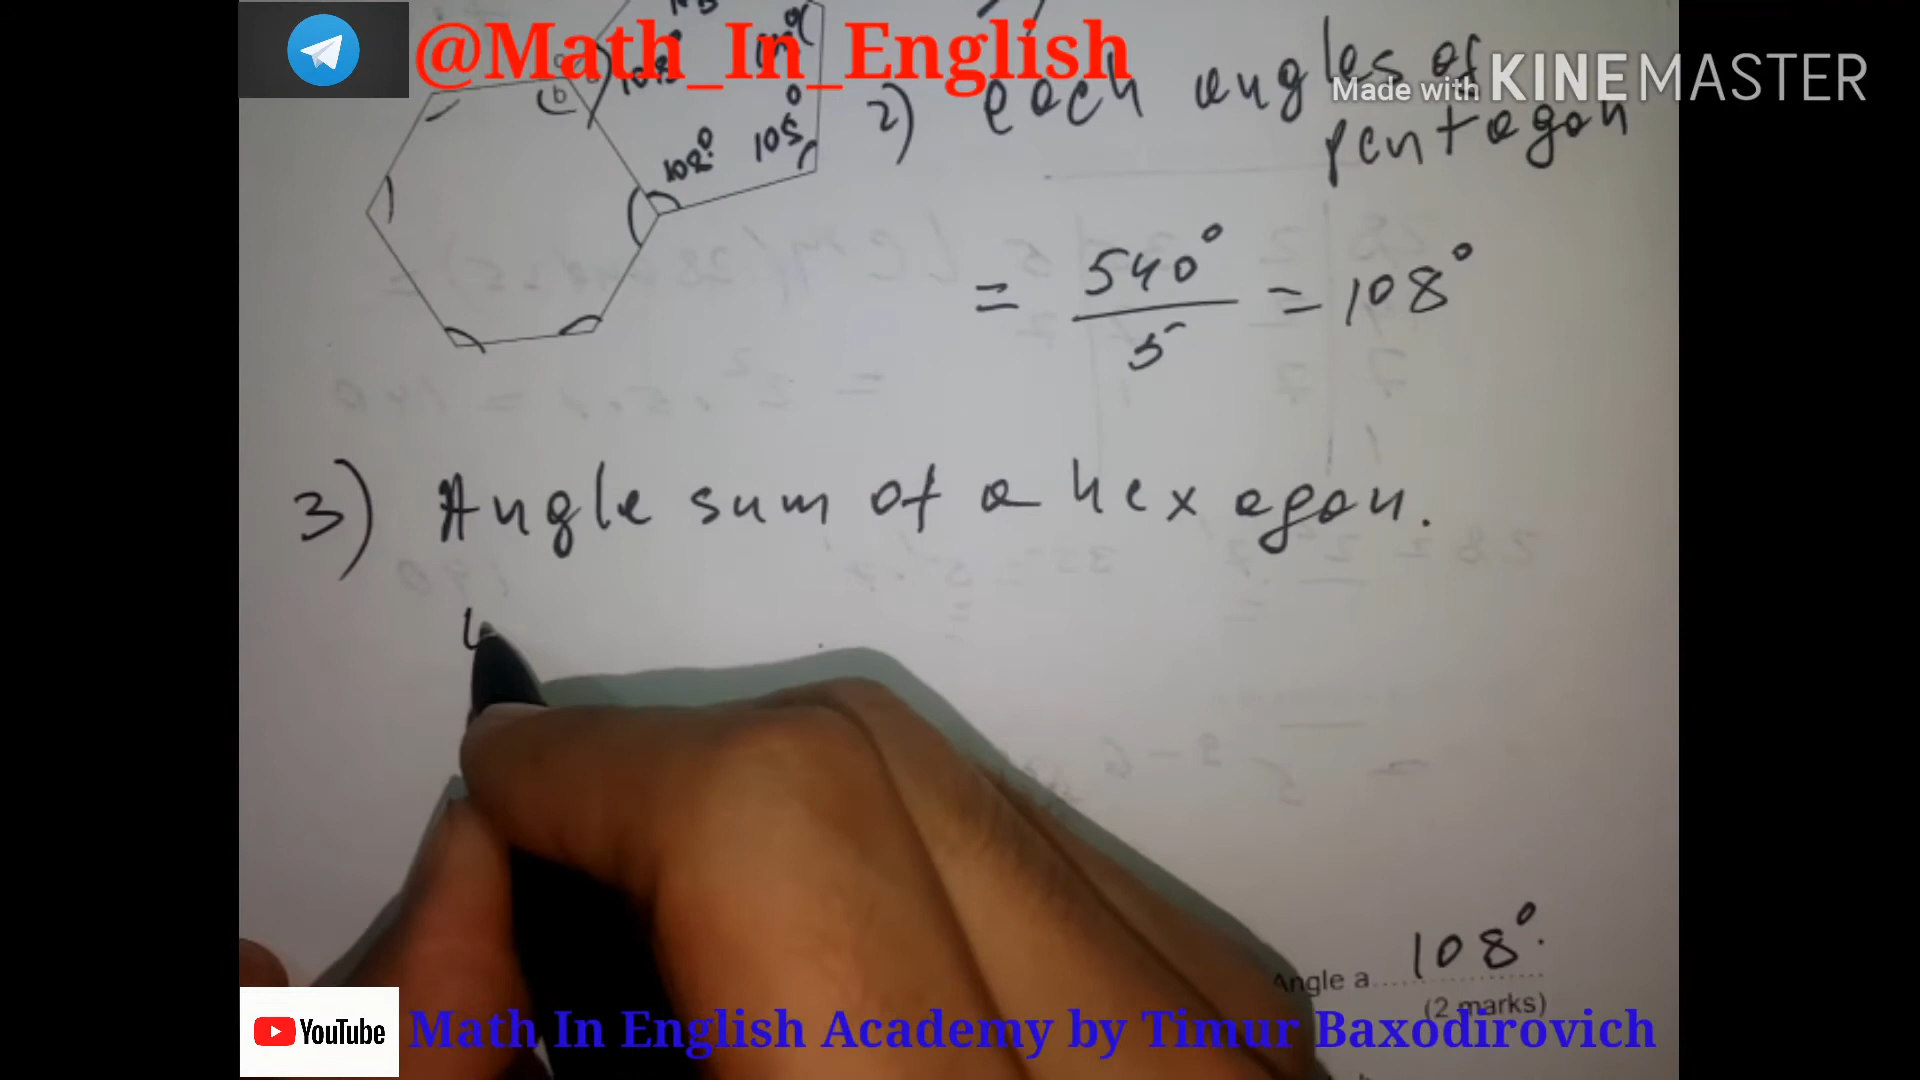 @Math_In_English
Made with KINEMASTER
108°
b
108°
105°
2) each angles of
pentagon
= 540° / 5 = 108°
3) Angle sum of a hexagon.
Angle a.......... 108°
(2 marks)
YouTube
Math In English Academy by Timur Baxodirovich